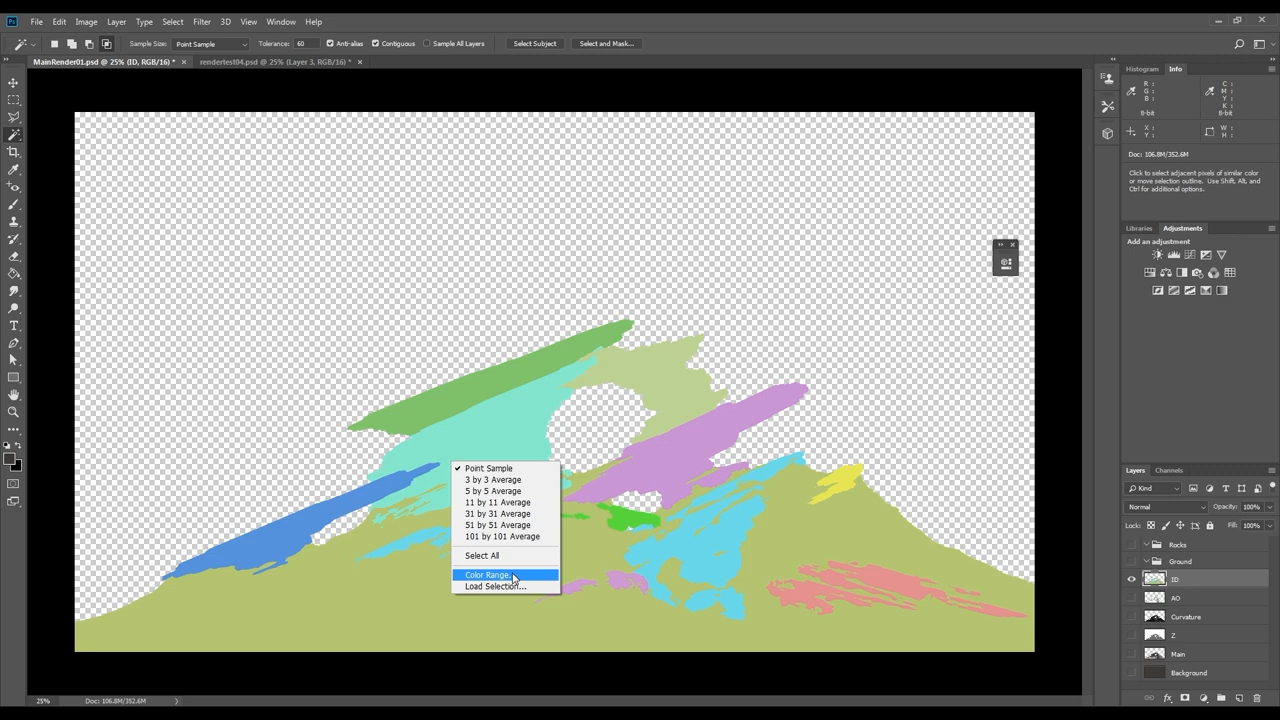 Ps File Edit Image Layer Type Select Filter 3D View Window Help
Sample Size: Point Sample Tolerance: 60 Anti-alias Contiguous Sample All Layers Select Subject Select and Mask...
MainRender01.psd @ 25% (ID, RGB/16) * × rendertest04.psd @ 25% (Layer 3, RGB/16) * ×
Histogram Info
R : C :
G : M :
B : Y :
K :
8-bit 8-bit
X : W :
Y : H :
Doc: 106.8M/352.6M
Click to select adjacent pixels of similar color
or move selection outline. Use Shift, Alt, and
Ctrl for additional options.
Libraries Adjustments
Add an adjustment
Point Sample
3 by 3 Average
5 by 5 Average
11 by 11 Average
31 by 31 Average
51 by 51 Average
101 by 101 Average
Select All
Color Range...
Load Selection...
Layers Channels
Kind
Normal Opacity: 100%
Lock: Fill: 100%
Rocks
Ground
ID
AO
Curvature
Z
Main
Background
25% Doc: 106.8M/352.6M